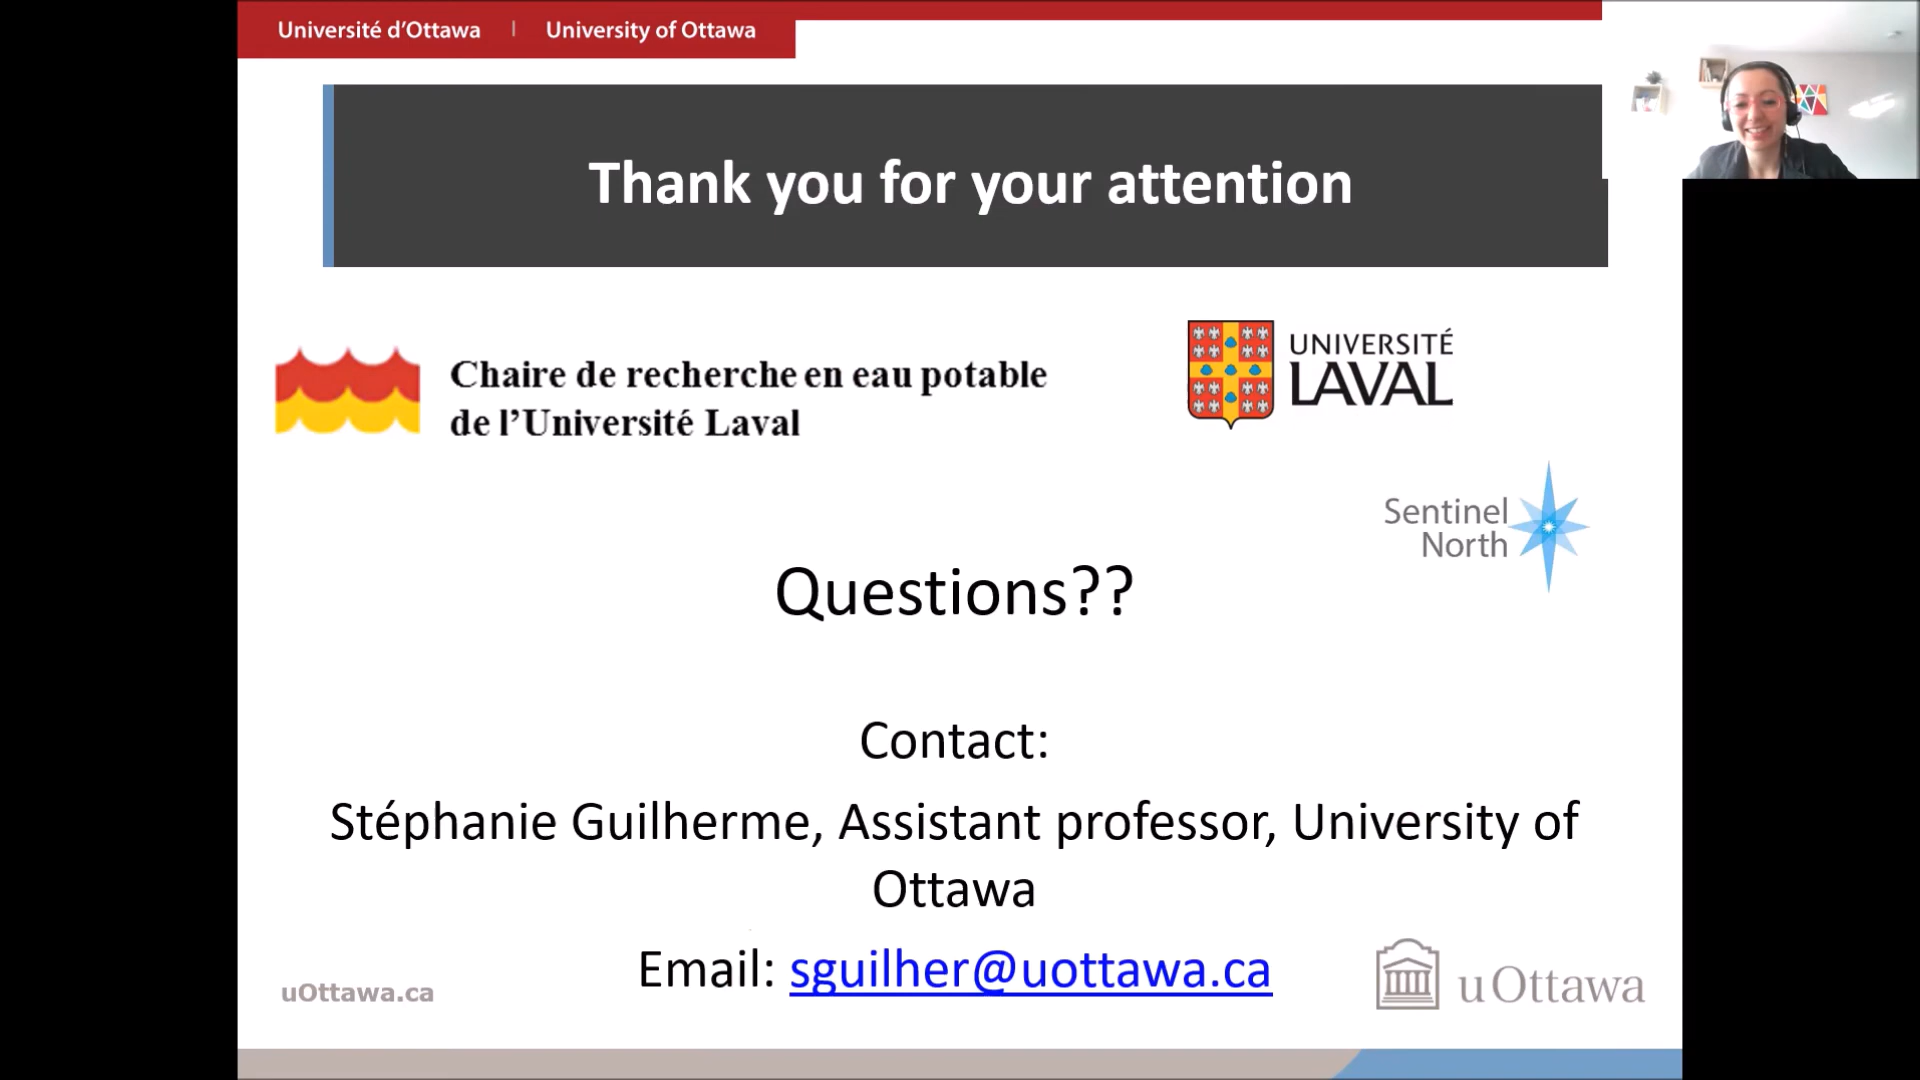 Université d'Ottawa | University of Ottawa
Thank you for your attention
Chaire de recherche en eau potable
de l'Université Laval
UNIVERSITÉ
LAVAL
Sentinel
North
Questions??
Contact:
Stéphanie Guilherme, Assistant professor, University of
Ottawa
Email: sguilher@uottawa.ca
uOttawa.ca
uOttawa